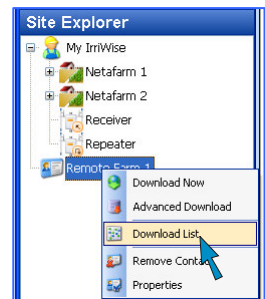 Site Explorer
My IrriWise
Netafarm 1
Netafarm 2
Receiver
Repeater
Remote Farm 1
Download Now
Advanced Download
Download List
Remove Contact
Properties